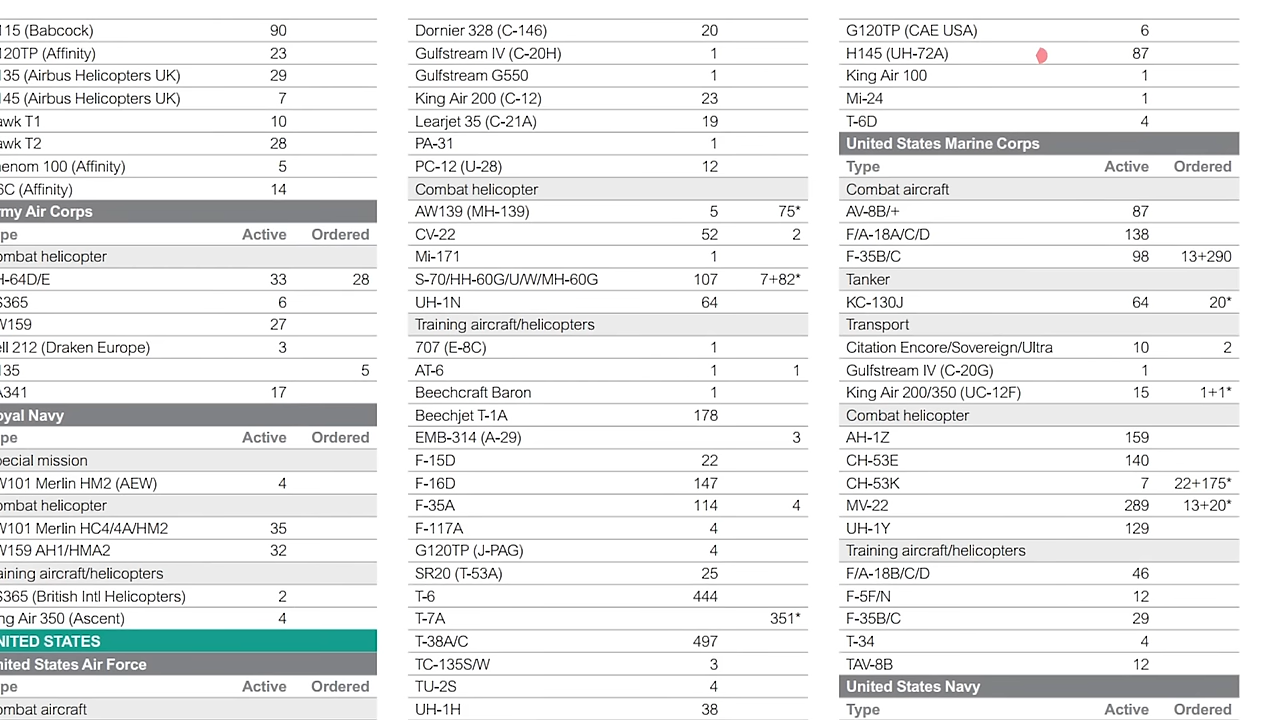 115 (Babcock) 90
120TP (Affinity) 23
135 (Airbus Helicopters UK) 29
145 (Airbus Helicopters UK) 7
awk T1 10
awk T2 28
enom 100 (Affinity) 5
6C (Affinity) 14
my Air Corps
pe Active Ordered
ombat helicopter
H-64D/E 33 28
S365 6
W159 27
ell 212 (Draken Europe) 3
135 5
A341 17
oyal Navy
pe Active Ordered
pecial mission
W101 Merlin HM2 (AEW) 4
ombat helicopter
W101 Merlin HC4/4A/HM2 35
W159 AH1/HMA2 32
aining aircraft/helicopters
S365 (British Intl Helicopters) 2
ng Air 350 (Ascent) 4
NITED STATES
nited States Air Force
pe Active Ordered
ombat aircraft
Dornier 328 (C-146) 20
Gulfstream IV (C-20H) 1
Gulfstream G550 1
King Air 200 (C-12) 23
Learjet 35 (C-21A) 19
PA-31 1
PC-12 (U-28) 12
Combat helicopter
AW139 (MH-139) 5 75*
CV-22 52 2
Mi-171 1
S-70/HH-60G/U/W/MH-60G 107 7+82*
UH-1N 64
Training aircraft/helicopters
707 (E-8C) 1
AT-6 1 1
Beechcraft Baron 1
Beechjet T-1A 178
EMB-314 (A-29) 3
F-15D 22
F-16D 147
F-35A 114 4
F-117A 4
G120TP (J-PAG) 4
SR20 (T-53A) 25
T-6 444
T-7A 351*
T-38A/C 497
TC-135S/W 3
TU-2S 4
UH-1H 38
G120TP (CAE USA) 6
H145 (UH-72A) 87
King Air 100 1
Mi-24 1
T-6D 4
United States Marine Corps
Type Active Ordered
Combat aircraft
AV-8B/+ 87
F/A-18A/C/D 138
F-35B/C 98 13+290
Tanker
KC-130J 64 20*
Transport
Citation Encore/Sovereign/Ultra 10 2
Gulfstream IV (C-20G) 1
King Air 200/350 (UC-12F) 15 1+1*
Combat helicopter
AH-1Z 159
CH-53E 140
CH-53K 7 22+175*
MV-22 289 13+20*
UH-1Y 129
Training aircraft/helicopters
F/A-18B/C/D 46
F-5F/N 12
F-35B/C 29
T-34 4
TAV-8B 12
United States Navy
Type Active Ordered